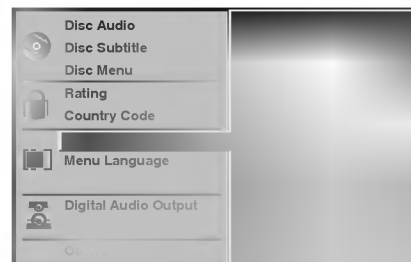 Disc Audio
Disc Subtitle
Disc Menu
Rating
Country Code
Menu Language
Digital Audio Output